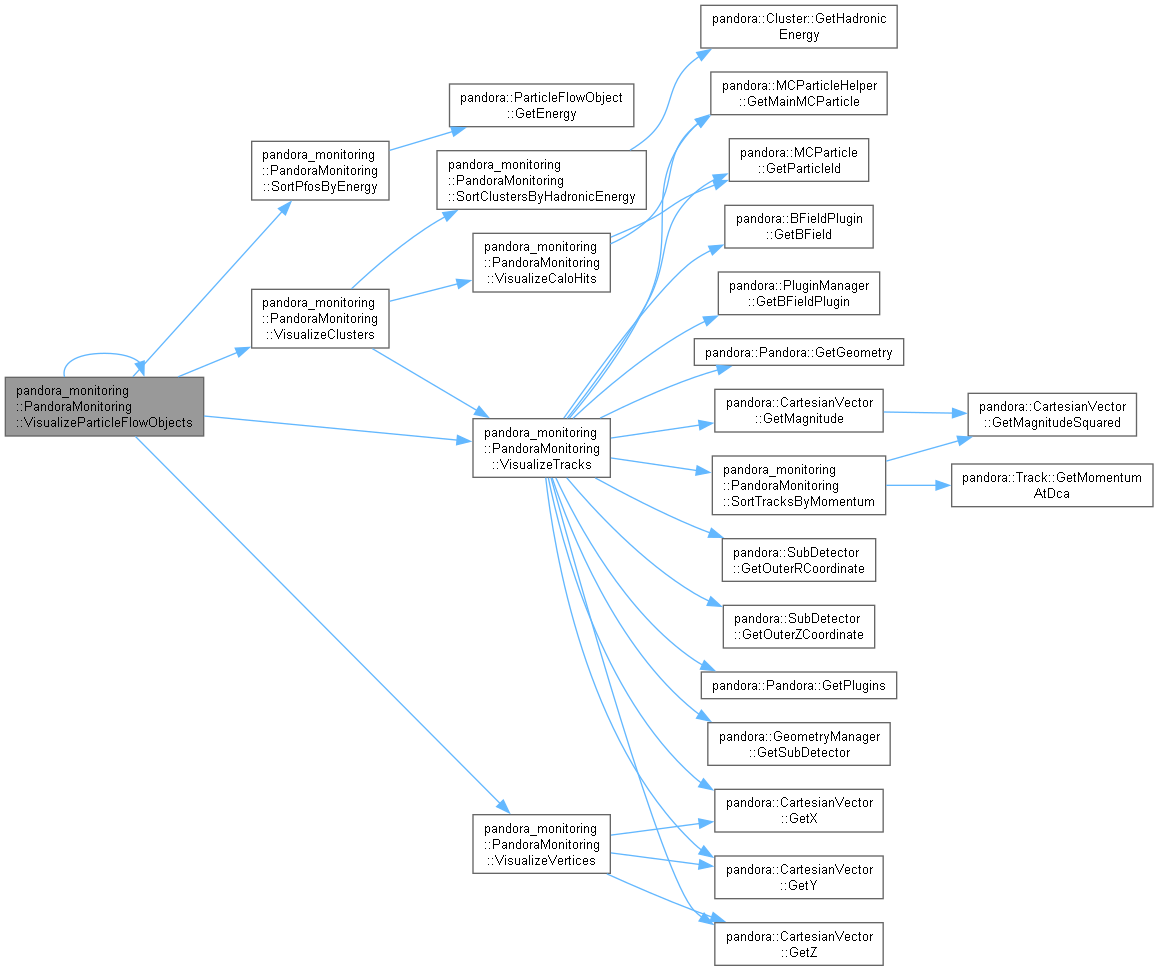 pandora_monitoring
::PandoraMonitoring
::VisualizeParticleFlowObjects
pandora_monitoring
::PandoraMonitoring
::SortPfosByEnergy
pandora::ParticleFlowObject
::GetEnergy
pandora_monitoring
::PandoraMonitoring
::VisualizeClusters
pandora_monitoring
::PandoraMonitoring
::SortClustersByHadronicEnergy
pandora::Cluster::GetHadronic
Energy
pandora_monitoring
::PandoraMonitoring
::VisualizeCaloHits
pandora::MCParticleHelper
::GetMainMCParticle
pandora::MCParticle
::GetParticleId
pandora_monitoring
::PandoraMonitoring
::VisualizeTracks
pandora::BFieldPlugin
::GetBField
pandora::PluginManager
::GetBFieldPlugin
pandora::Pandora::GetGeometry
pandora::CartesianVector
::GetMagnitude
pandora::CartesianVector
::GetMagnitudeSquared
pandora_monitoring
::PandoraMonitoring
::SortTracksByMomentum
pandora::Track::GetMomentum
AtDca
pandora::SubDetector
::GetOuterRCoordinate
pandora::SubDetector
::GetOuterZCoordinate
pandora::Pandora::GetPlugins
pandora::GeometryManager
::GetSubDetector
pandora::CartesianVector
::GetX
pandora::CartesianVector
::GetY
pandora::CartesianVector
::GetZ
pandora_monitoring
::PandoraMonitoring
::VisualizeVertices